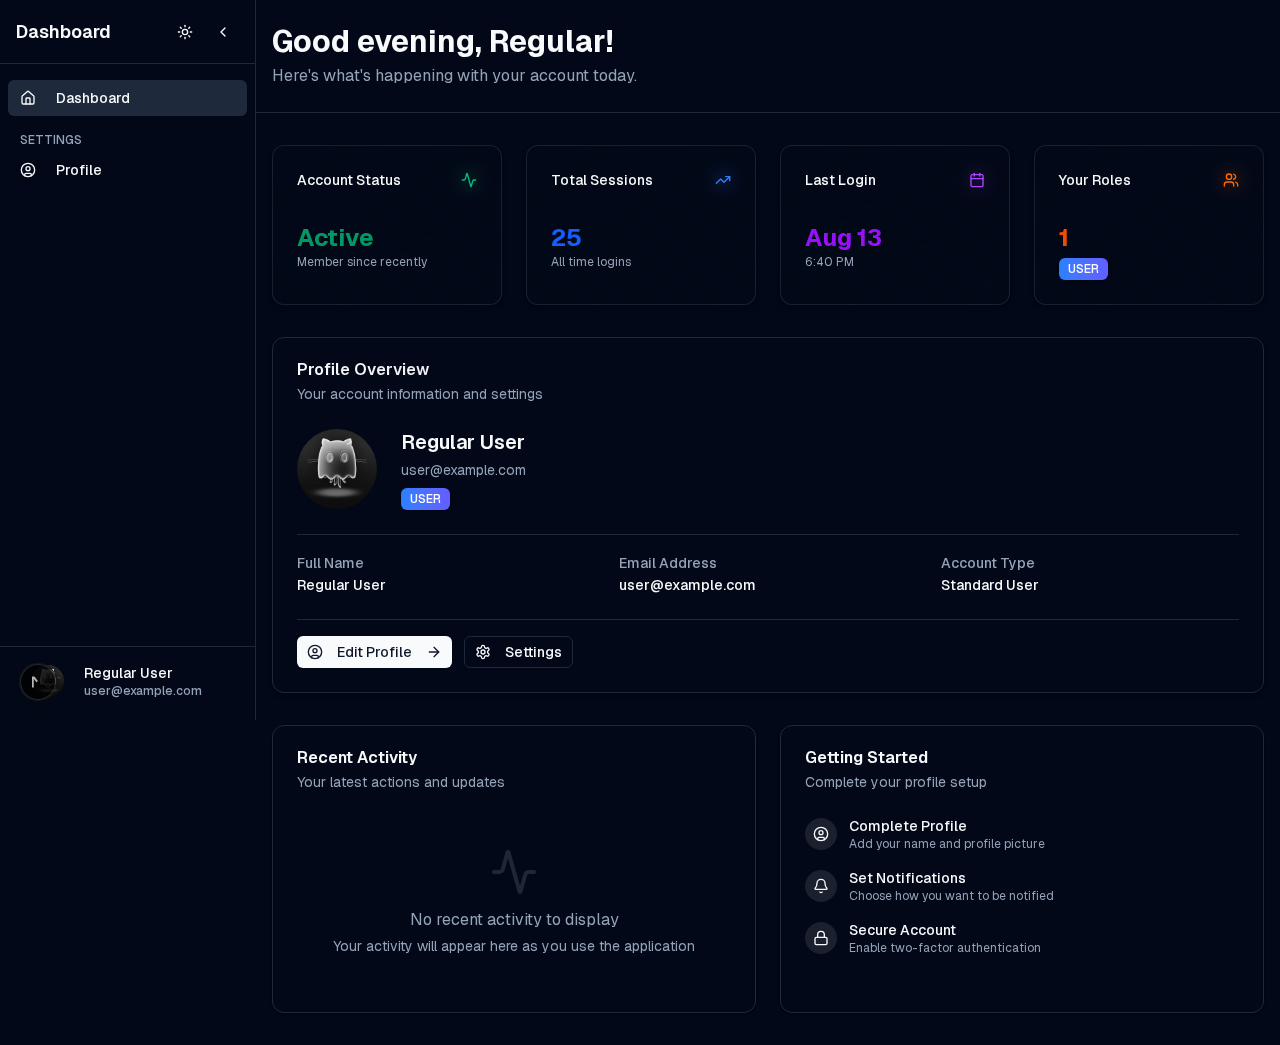 Dashboard
Dashboard
SETTINGS
Profile
Regular User
user@example.com
Good evening, Regular!
Here's what's happening with your account today.
Account Status
Active
Member since recently
Total Sessions
25
All time logins
Last Login
Aug 13
6:40 PM
Your Roles
1
USER
Profile Overview
Your account information and settings
Regular User
user@example.com
USER
Full Name
Regular User
Email Address
user@example.com
Account Type
Standard User
Edit Profile
Settings
Recent Activity
Your latest actions and updates
No recent activity to display
Your activity will appear here as you use the application
Getting Started
Complete your profile setup
Complete Profile
Add your name and profile picture
Set Notifications
Choose how you want to be notified
Secure Account
Enable two-factor authentication